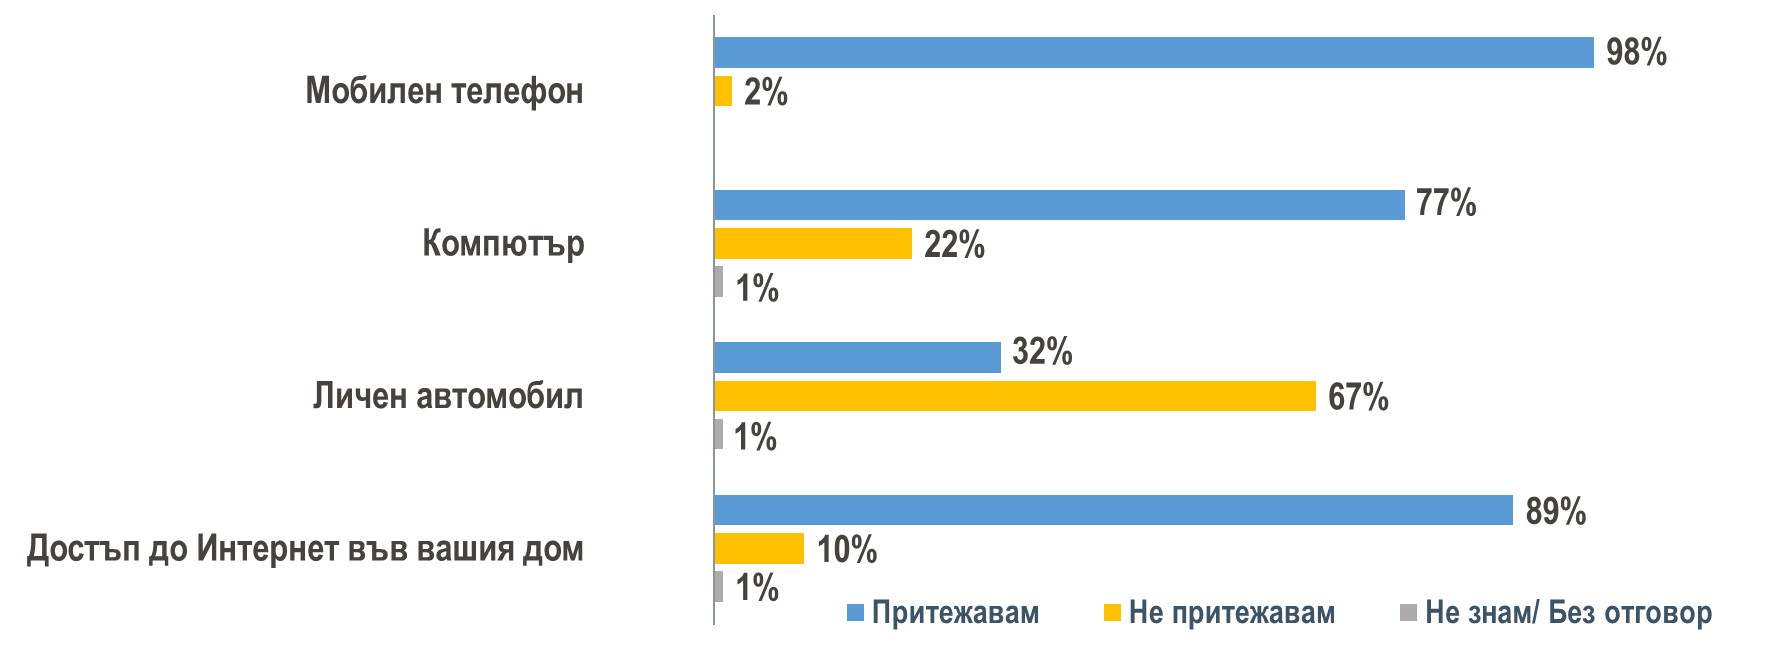 98%
Мобилен телефон
2%
77%
Компютър
22%
1%
32%
Личен автомобил
67%
1%
89%
Достъп до Интернет във вашия дом
10%
1%
Притежавам
Не притежавам
Не знам/ Без отговор